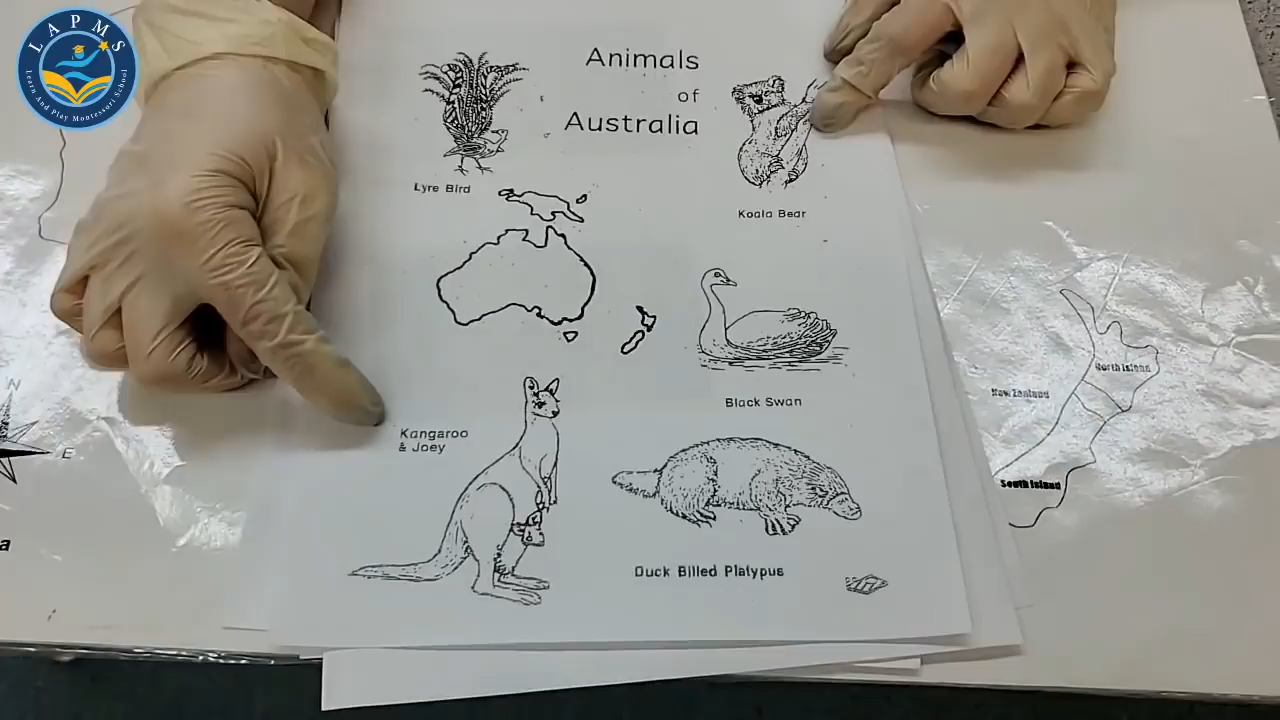 LAPMS
Learn And Play Montessori School
Animals
of
Australia
Lyre Bird
Koala Bear
Black Swan
Kangaroo
& Joey
Duck Billed Platypus
N
E
a
New Zealand
North Island
South Island